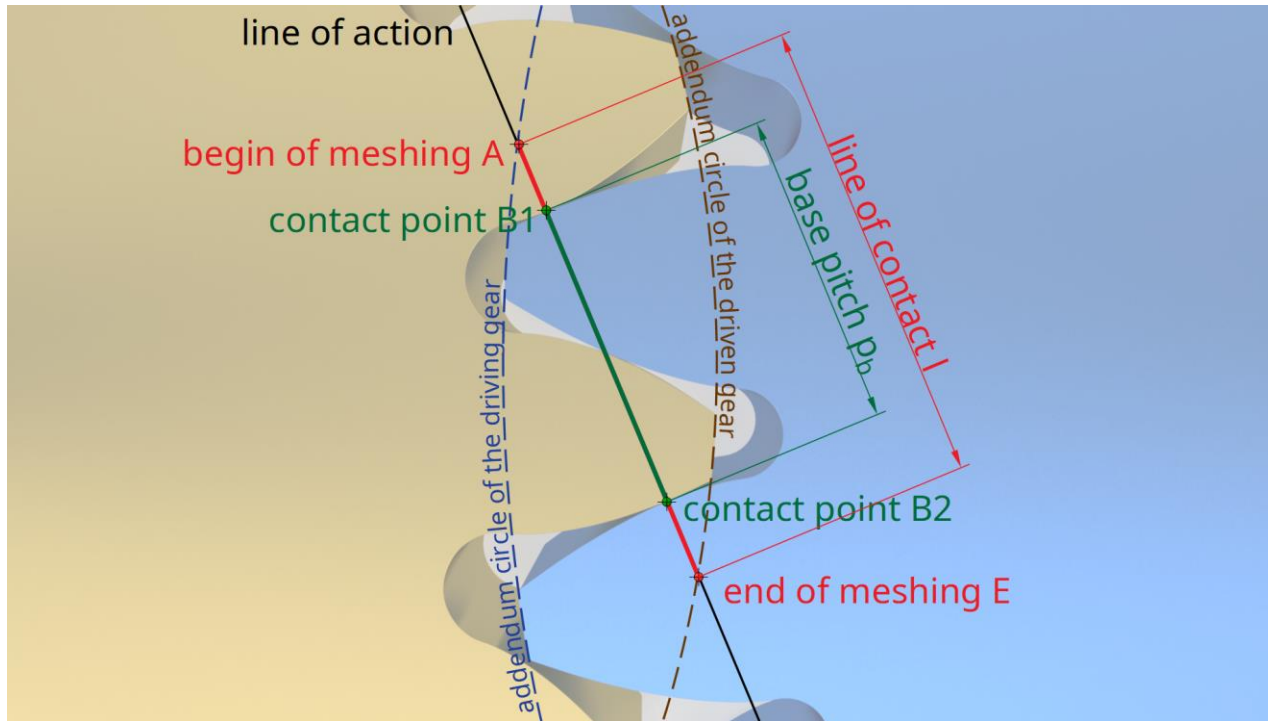 line of action
addendum circle of the driven gear
begin of meshing A
line of contact l
contact point B1
base pitch pb
addendum circle of the driving gear
contact point B2
end of meshing E